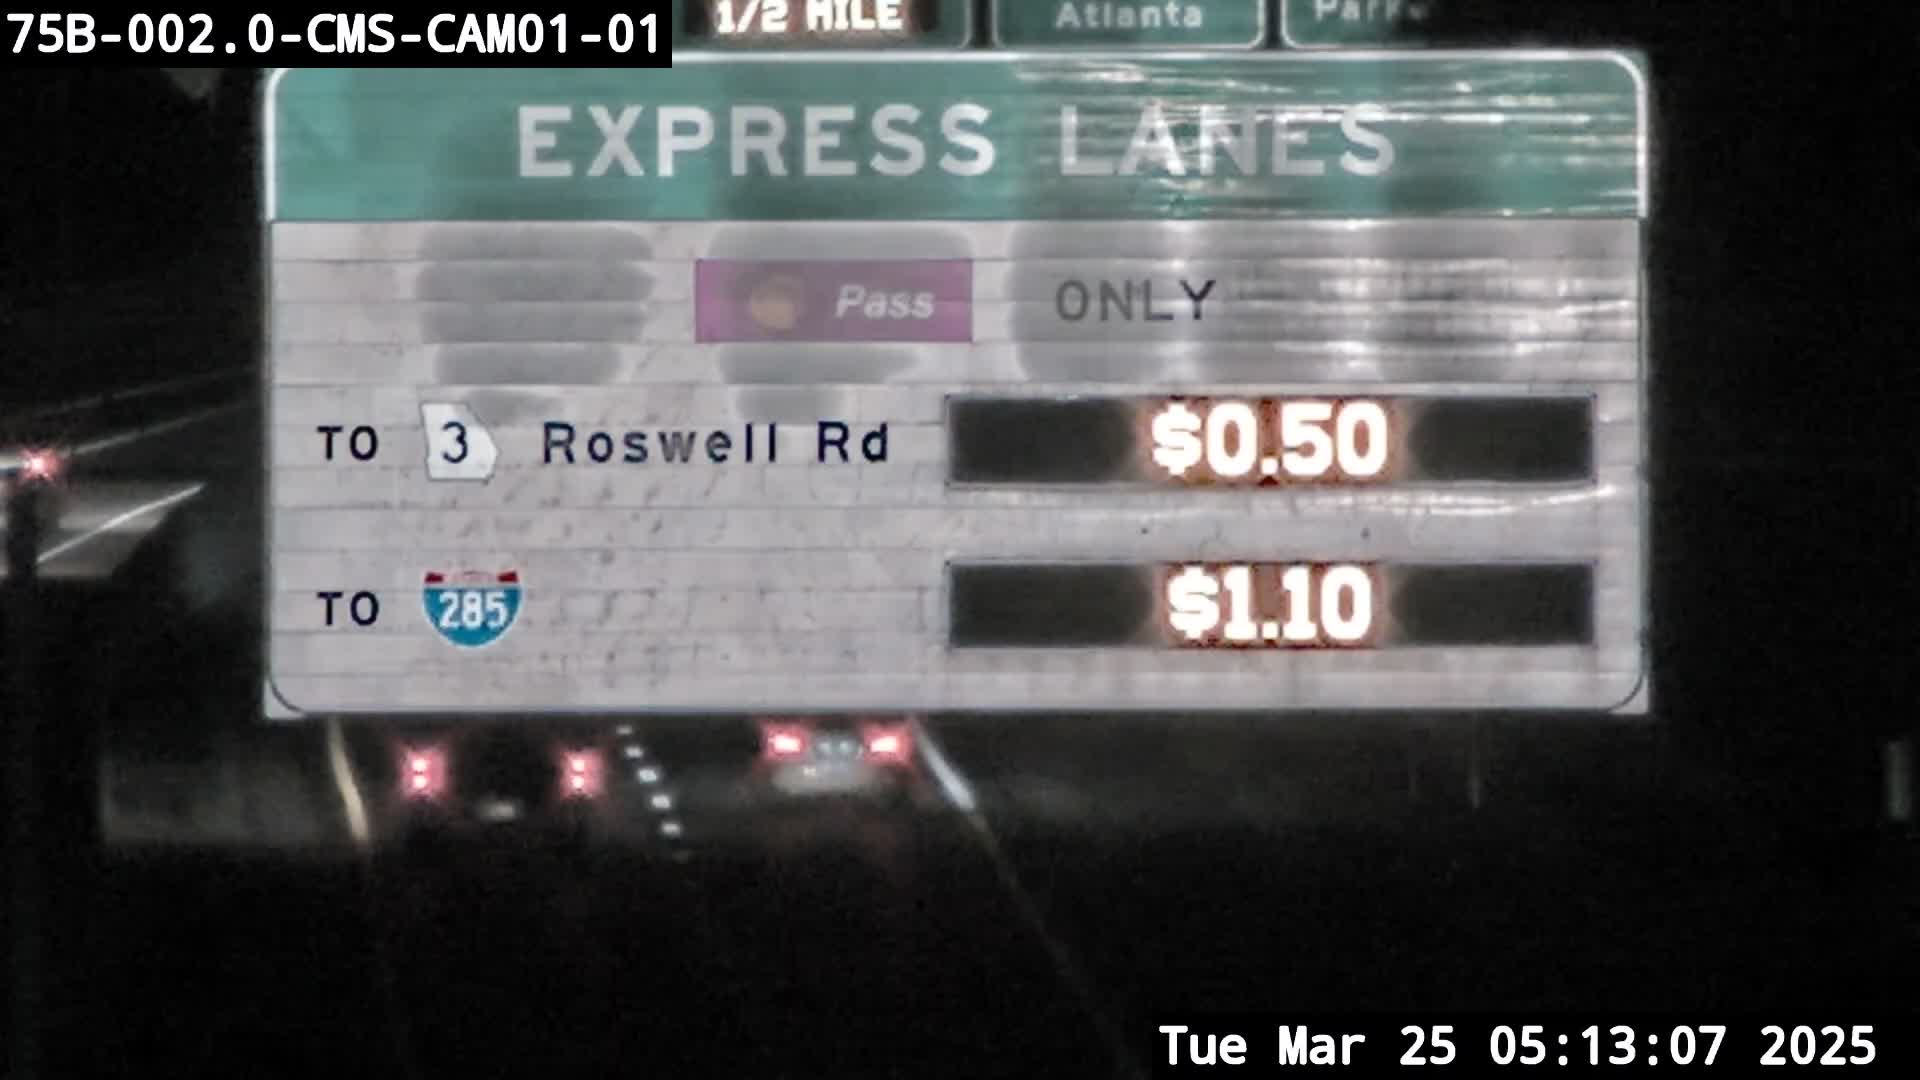 75B-002.0-CMS-CAM01-01
1/2 MILE
Atlanta
EXPRESS LANES
Pass ONLY
TO 3 Roswell Rd $0.50
TO 285 $1.10
Tue Mar 25 05:13:07 2025